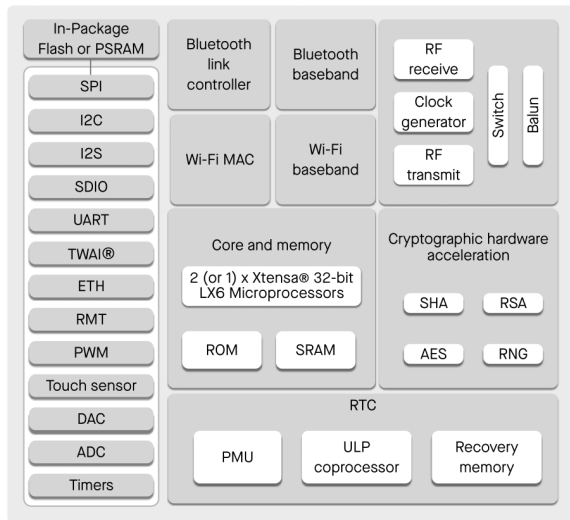 In-Package
Flash or PSRAM
SPI
I2C
I2S
SDIO
UART
TWAI®
ETH
RMT
PWM
Touch sensor
DAC
ADC
Timers
Bluetooth
link
controller
Bluetooth
baseband
Wi-Fi MAC
Wi-Fi
baseband
RF
receive
Clock
generator
RF
transmit
Switch
Balun
Core and memory
2 (or 1) x Xtensa® 32-bit
LX6 Microprocessors
ROM
SRAM
Cryptographic hardware
acceleration
SHA
RSA
AES
RNG
RTC
PMU
ULP
coprocessor
Recovery
memory